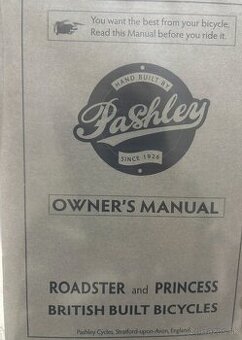 You want the best from your bicycle.
Read this Manual before you ride it.
HAND BUILT BY
Pashley
SINCE 1926
OWNER'S MANUAL
ROADSTER and PRINCESS
BRITISH BUILT BICYCLES
Pashley Cycles, Stratford-upon-Avon, England